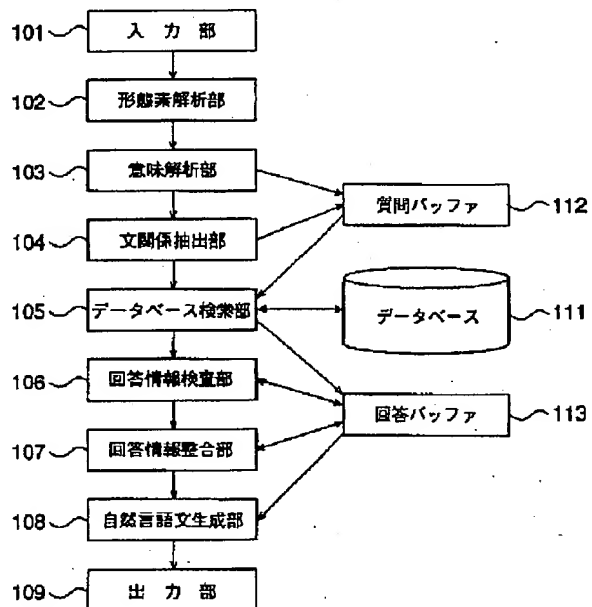 101 入力部
102 形態素解析部
103 意味解析部
質問バッファ 112
104 文関係抽出部
105 データベース検索部
データベース 111
106 回答情報検査部
回答バッファ 113
107 回答情報整合部
108 自然言語文生成部
109 出力部